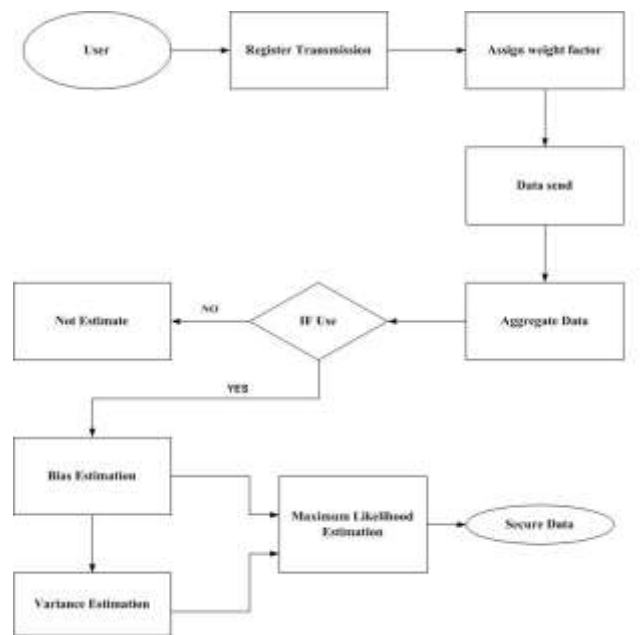 User
Register Transmission
Assign weight factor
Data send
Aggregate Data
IF Use
NO
Not Estimate
YES
Bias Estimation
Variance Estimation
Maximum Likelihood
Estimation
Secure Data